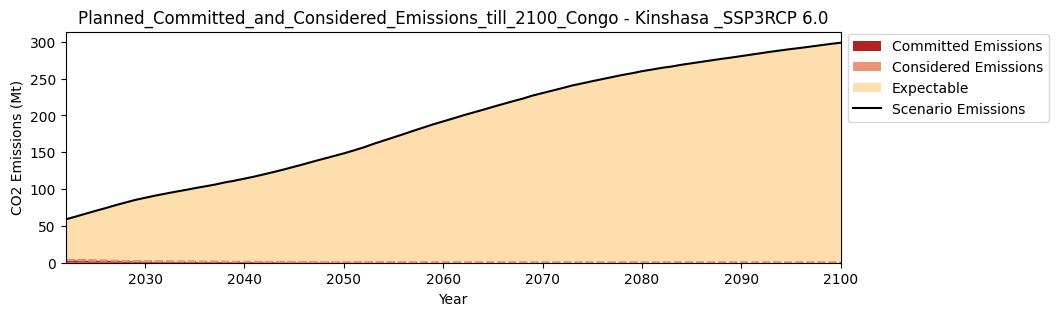 Planned_Committed_and_Considered_Emissions_till_2100_Congo - Kinshasa _SSP3RCP 6.0
300
250
200
150
100
50
0
CO2 Emissions (Mt)
2030 2040 2050 2060 2070 2080 2090 2100
Year
Committed Emissions
Considered Emissions
Expectable
Scenario Emissions